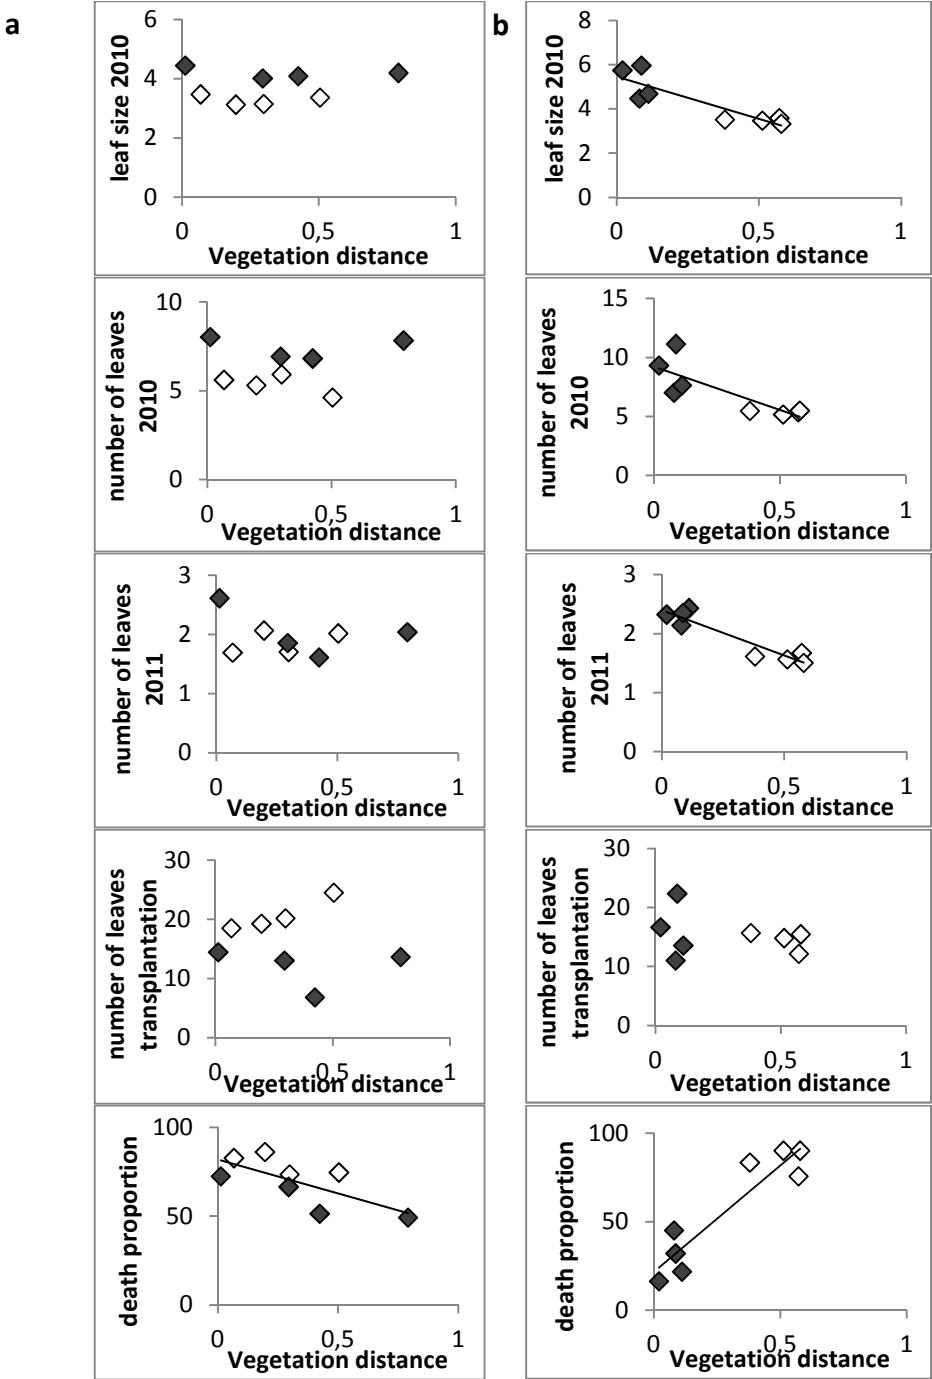 a
leaf size 2010
6
4
2
0
0 0,5 1
Vegetation distance
number of leaves
2010
10
5
0
0 0,5 1
Vegetation distance
number of leaves
2011
3
2
1
0
0 0,5 1
Vegetation distance
number of leaves
transplantation
30
20
10
0
0 0,5 1
Vegetation distance
death proportion
100
50
0
0 0,5 1
Vegetation distance
b
leaf size 2010
8
6
4
2
0
0 0,5 1
Vegetation distance
number of leaves
2010
15
10
5
0
0 0,5 1
Vegetation distance
number of leaves
2011
3
2
1
0
0 0,5 1
Vegetation distance
number of leaves
transplantation
30
20
10
0
0 0,5 1
Vegetation distance
death proportion
100
50
0
0 0,5 1
Vegetation distance